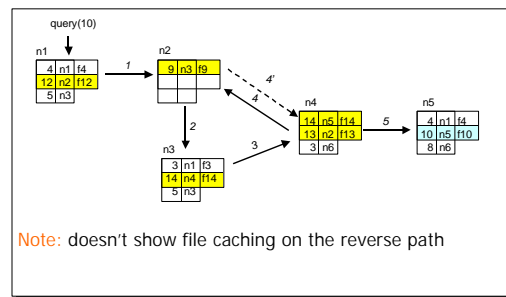 query(10)
n1
4 n1 f4
12 n2 f12
5 n3
1
n2
9 n3 f9
4'
4
2
n3
3 n1 f3
14 n4 f14
5 n3
3
n4
14 n5 f14
13 n2 f13
3 n6
5
n5
4 n1 f4
10 n5 f10
8 n6
Note: doesn't show file caching on the reverse path